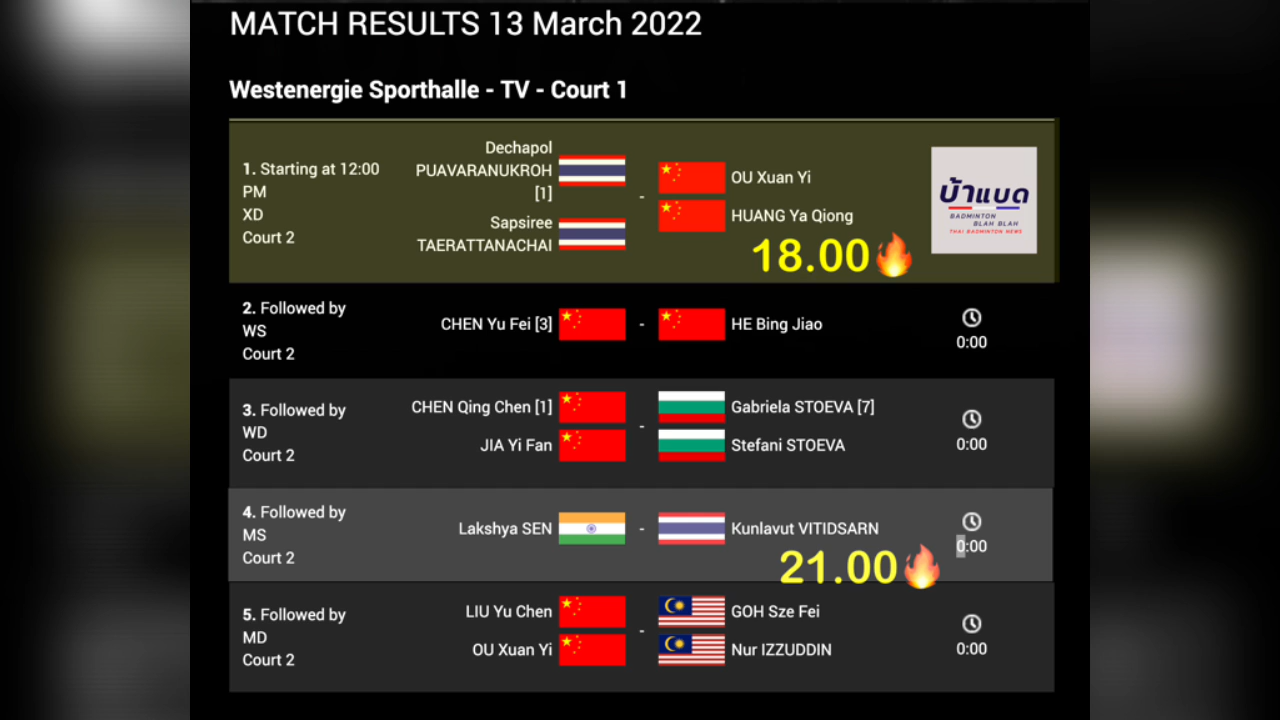 MATCH RESULTS 13 March 2022
Westenergie Sporthalle - TV - Court 1
1. Starting at 12:00
PM
XD
Court 2
Dechapol
PUAVARANUKROH
[1]
Sapsiree
TAERATTANACHAI
-
OU Xuan Yi
HUANG Ya Qiong
18.00
บ้าแบด
BADMINTON
BLAH BLAH
THAI BADMINTON NEWS
2. Followed by
WS
Court 2
CHEN Yu Fei [3]
-
HE Bing Jiao
0:00
3. Followed by
WD
Court 2
CHEN Qing Chen [1]
JIA Yi Fan
-
Gabriela STOEVA [7]
Stefani STOEVA
0:00
4. Followed by
MS
Court 2
Lakshya SEN
-
Kunlavut VITIDSARN
21.00
0:00
5. Followed by
MD
Court 2
LIU Yu Chen
OU Xuan Yi
-
GOH Sze Fei
Nur IZZUDDIN
0:00